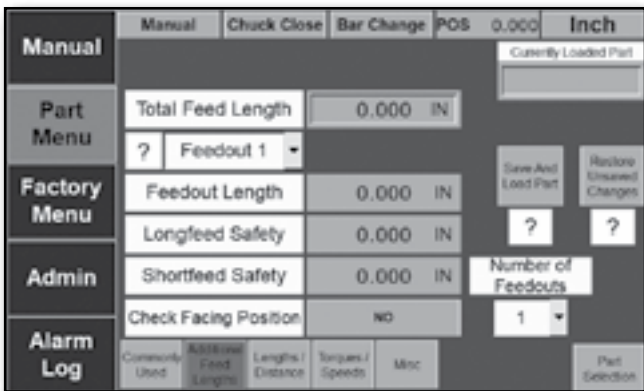 Manual Chuck Close Bar Change POS 0.000 Inch
Manual
Part
Menu
Factory
Menu
Admin
Alarm
Log
Currently Loaded Part
Total Feed Length 0.000 IN
? Feedout 1
Feedout Length 0.000 IN
Longfeed Safety 0.000 IN
Shortfeed Safety 0.000 IN
Check Facing Position NO
Save And
Load Part
Restore
Unsaved
Changes
? ?
Number of
Feedouts
1
Commonly
Used
Additional
Feed
Lengths
Lengths /
Distance
Torques /
Speeds
Misc
Part
Selection